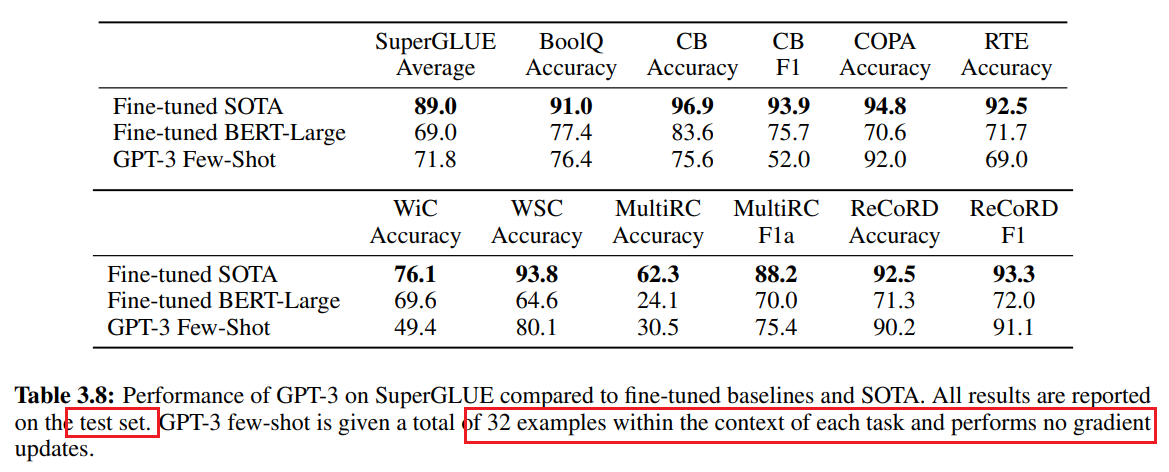 SuperGLUE BoolQ CB CB COPA RTE
Average Accuracy Accuracy F1 Accuracy Accuracy
Fine-tuned SOTA 89.0 91.0 96.9 93.9 94.8 92.5
Fine-tuned BERT-Large 69.0 77.4 83.6 75.7 70.6 71.7
GPT-3 Few-Shot 71.8 76.4 75.6 52.0 92.0 69.0
WiC WSC MultiRC MultiRC ReCoRD ReCoRD
Accuracy Accuracy Accuracy F1a Accuracy F1
Fine-tuned SOTA 76.1 93.8 62.3 88.2 92.5 93.3
Fine-tuned BERT-Large 69.6 64.6 24.1 70.0 71.3 72.0
GPT-3 Few-Shot 49.4 80.1 30.5 75.4 90.2 91.1
Table 3.8: Performance of GPT-3 on SuperGLUE compared to fine-tuned baselines and SOTA. All results are reported
on the test set. GPT-3 few-shot is given a total of 32 examples within the context of each task and performs no gradient
updates.